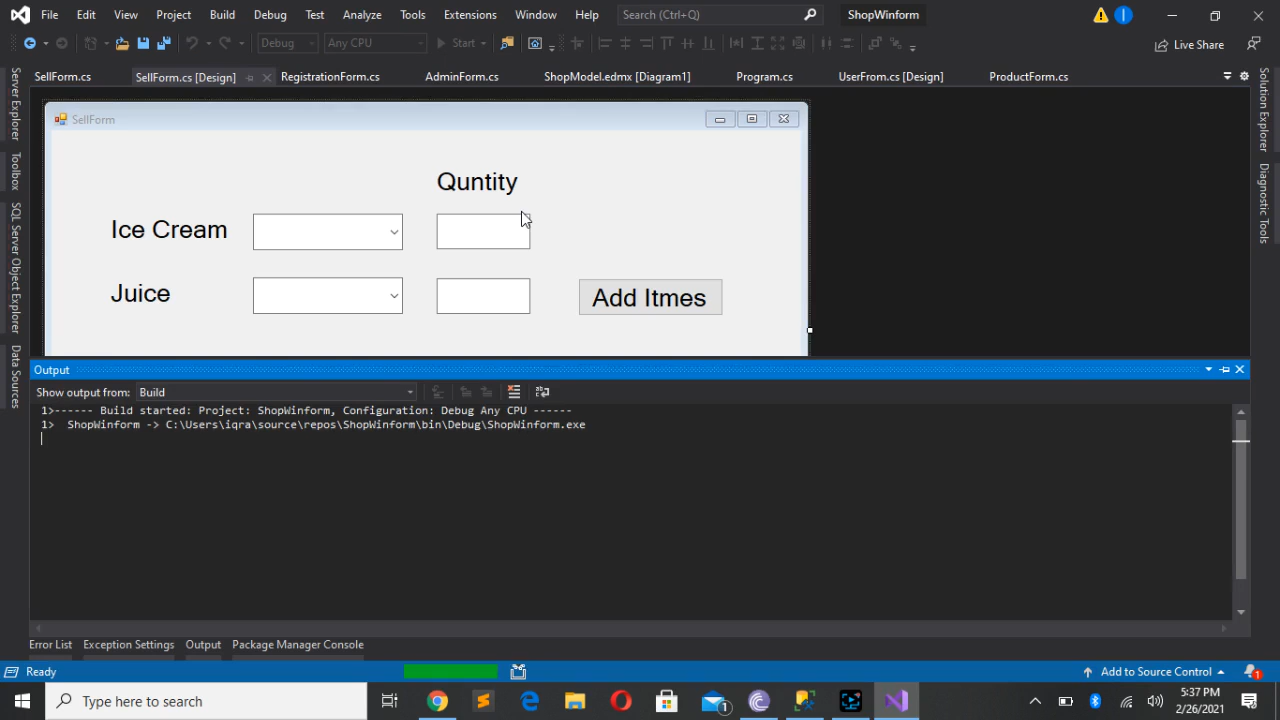 File Edit View Project Build Debug Test Analyze Tools Extensions Window Help Search (Ctrl+Q) ShopWinform
Debug Any CPU Start Live Share
SellForm.cs SellForm.cs [Design] RegistrationForm.cs AdminForm.cs ShopModel.edmx [Diagram1] Program.cs UserFrom.cs [Design] ProductForm.cs
Server Explorer
Toolbox
SQL Server Object Explorer
Data Sources
Solution Explorer
Diagnostic Tools
SellForm
Quntity
Ice Cream
Juice Add Itmes
Output
Show output from: Build
1>------ Build started: Project: ShopWinform, Configuration: Debug Any CPU ------
1> ShopWinform -> C:\Users\iqra\source\repos\ShopWinform\bin\Debug\ShopWinform.exe
Error List Exception Settings Output Package Manager Console
Ready Add to Source Control 1
Type here to search 1 5:37 PM
2/26/2021